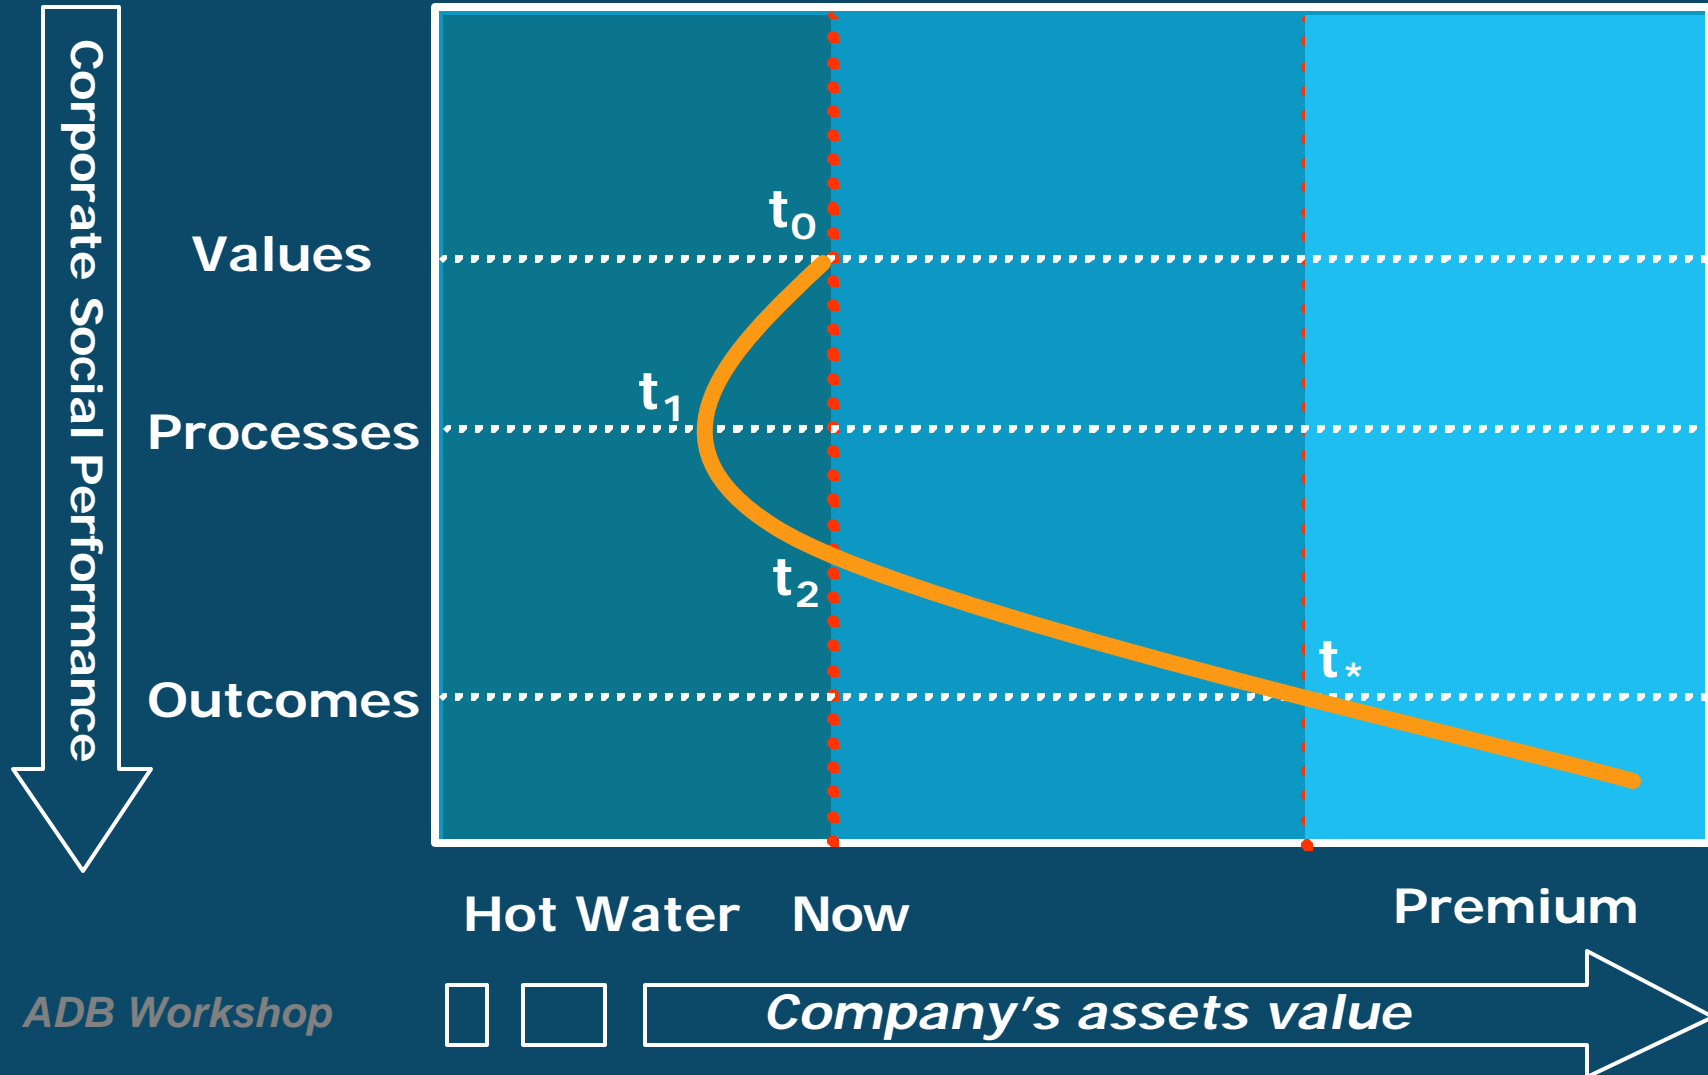 Corporate Social Performance
t0
Values
t1
Processes
t2
t*
Outcomes
Hot Water
Now
Premium
ADB Workshop
Company's assets value